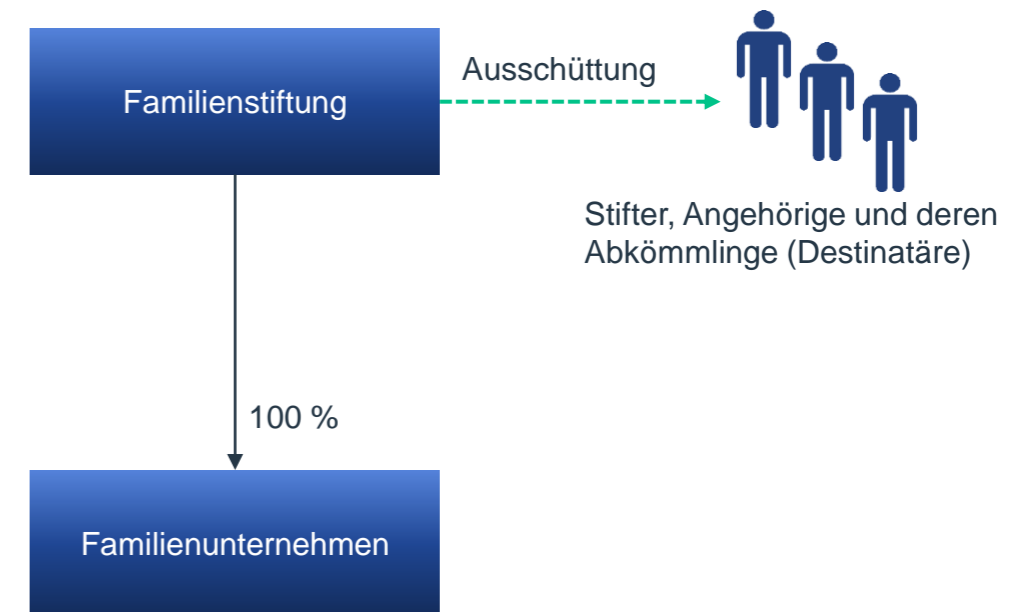 Familienstiftung
Ausschüttung
Stifter, Angehörige und deren
Abkömmlinge (Destinatäre)
100 %
Familienunternehmen